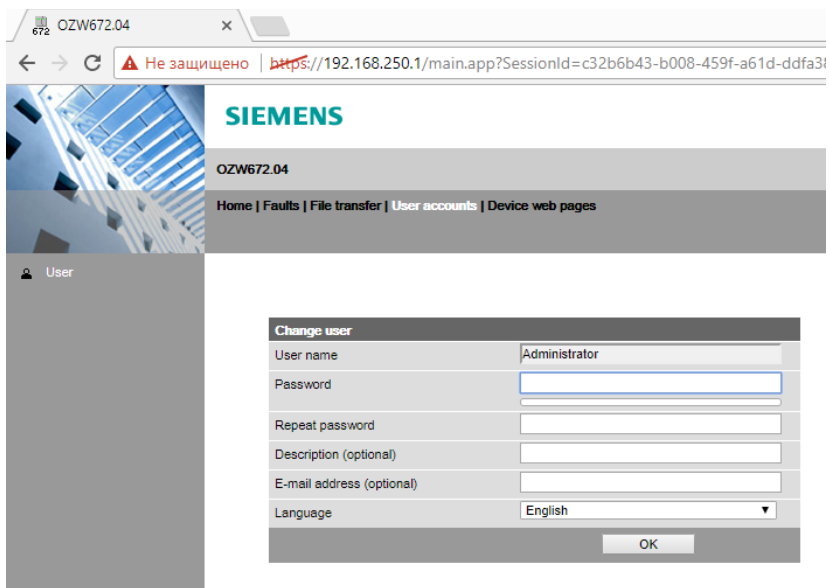 672 OZW672.04
Не защищено | https://192.168.250.1/main.app?SessionId=c32b6b43-b008-459f-a61d-ddfa38
SIEMENS
OZW672.04
Home | Faults | File transfer | User accounts | Device web pages
User
Change user
User name Administrator
Password
Repeat password
Description (optional)
E-mail address (optional)
Language English
OK